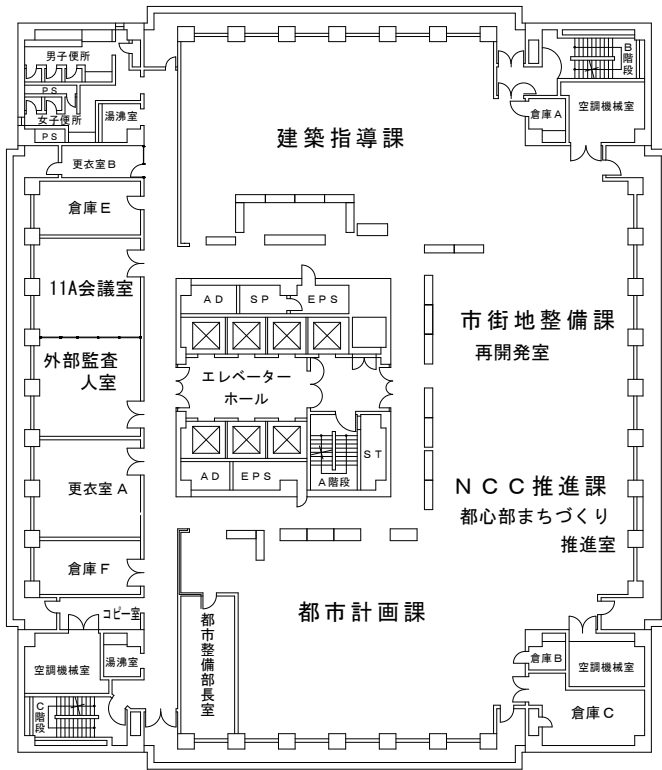 男子便所
PS
女子便所
PS
湯沸室
更衣室B
倉庫E
11A会議室
外部監査
人室
更衣室A
倉庫F
コピー室
空調機械室
湯沸室
C階段
建築指導課
B階段
倉庫A
空調機械室
AD
SP
EPS
エレベーター
ホール
AD
EPS
A階段
ST
市街地整備課
再開発室
NCC推進課
都心部まちづくり
推進室
都市計画課
都市整備部長室
倉庫B
空調機械室
倉庫C